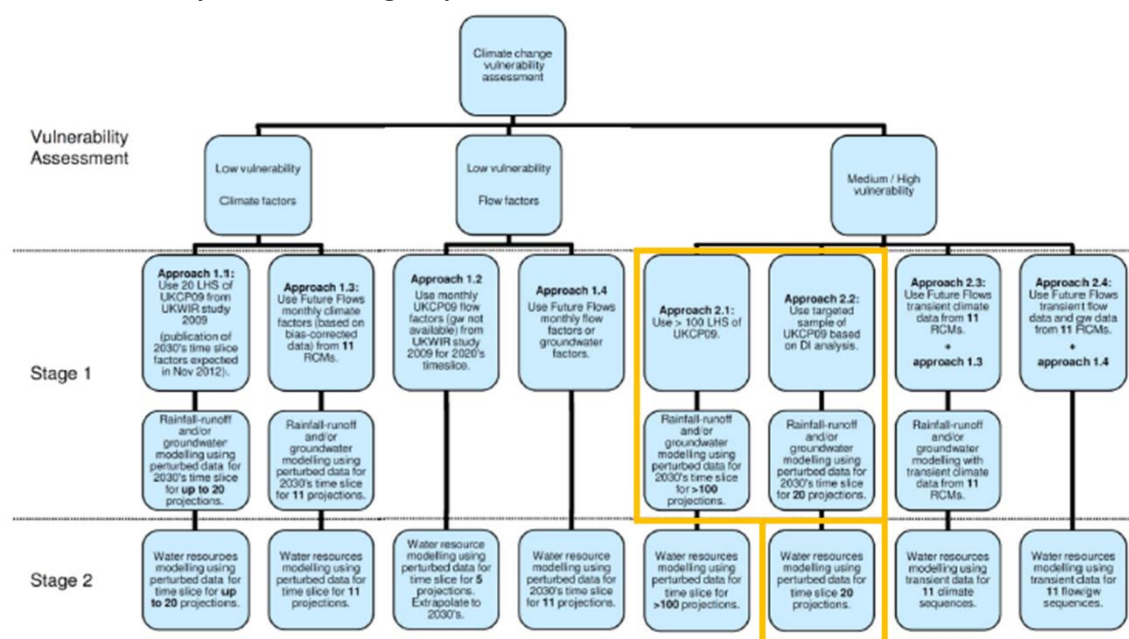 Climate change
vulnerability
assessment
Vulnerability
Assessment
Low vulnerability
Climate factors
Low vulnerability
Flow factors
Medium / High
vulnerability
Stage 1
Approach 1.1:
Use 20 LHS of
UKCP09 from
UKWIR study
2009
(publication of
2030's time slice
factors expected
in Nov 2012).
Approach 1.3:
Use Future Flows
monthly climate
factors (based on
bias-corrected
data) from 11 RCMs.
Approach 1.2
Use monthly
UKCP09 flow
factors (gw not
available) from
UKWIR study
2009 for 2020's
timeslice.
Approach 1.4
Use Future Flows
monthly flow
factors or
groundwater
factors.
Approach 2.1:
Use > 100 LHS of
UKCP09.
Approach 2.2:
Use targeted
sample of
UKCP09 based
on DI analysis.
Approach 2.3:
Use Future Flows
transient climate
data from 11
RCMs.
+
approach 1.3
Approach 2.4:
Use Future Flows
transient flow
data and gw data
from 11 RCMs.
+
approach 1.4
Rainfall-runoff
and/or
groundwater
modelling using
perturbed data for
2030's time slice
for up to 20
projections.
Rainfall-runoff
and/or
groundwater
modelling using
perturbed data for
2030's time slice
for 11 projections.
Rainfall-runoff
and/or
groundwater
modelling using
perturbed data for
2030's time slice
for >100
projections.
Rainfall-runoff
and/or
groundwater
modelling using
perturbed data for
2030's time slice
for 20 projections.
Rainfall-runoff
and/or
groundwater
modelling with
transient climate
data from 11
RCMs.
Stage 2
Water resources
modelling using
perturbed data for
time slice for up
to 20 projections.
Water resources
modelling using
perturbed data for
time slice for 11
projections.
Water resource
modelling using
perturbed data for
time slice for 5
projections.
Extrapolate to
2030's.
Water resource
modelling using
perturbed data for
2030's time slice
for 11 projections.
Water resources
modelling using
perturbed data for
time slice for
>100 projections.
Water resources
modelling using
perturbed data for
time slice 20
projections.
Water resources
modelling using
transient data for
11 climate
sequences.
Water resources
modelling using
transient data for
11 flow/gw
sequences.